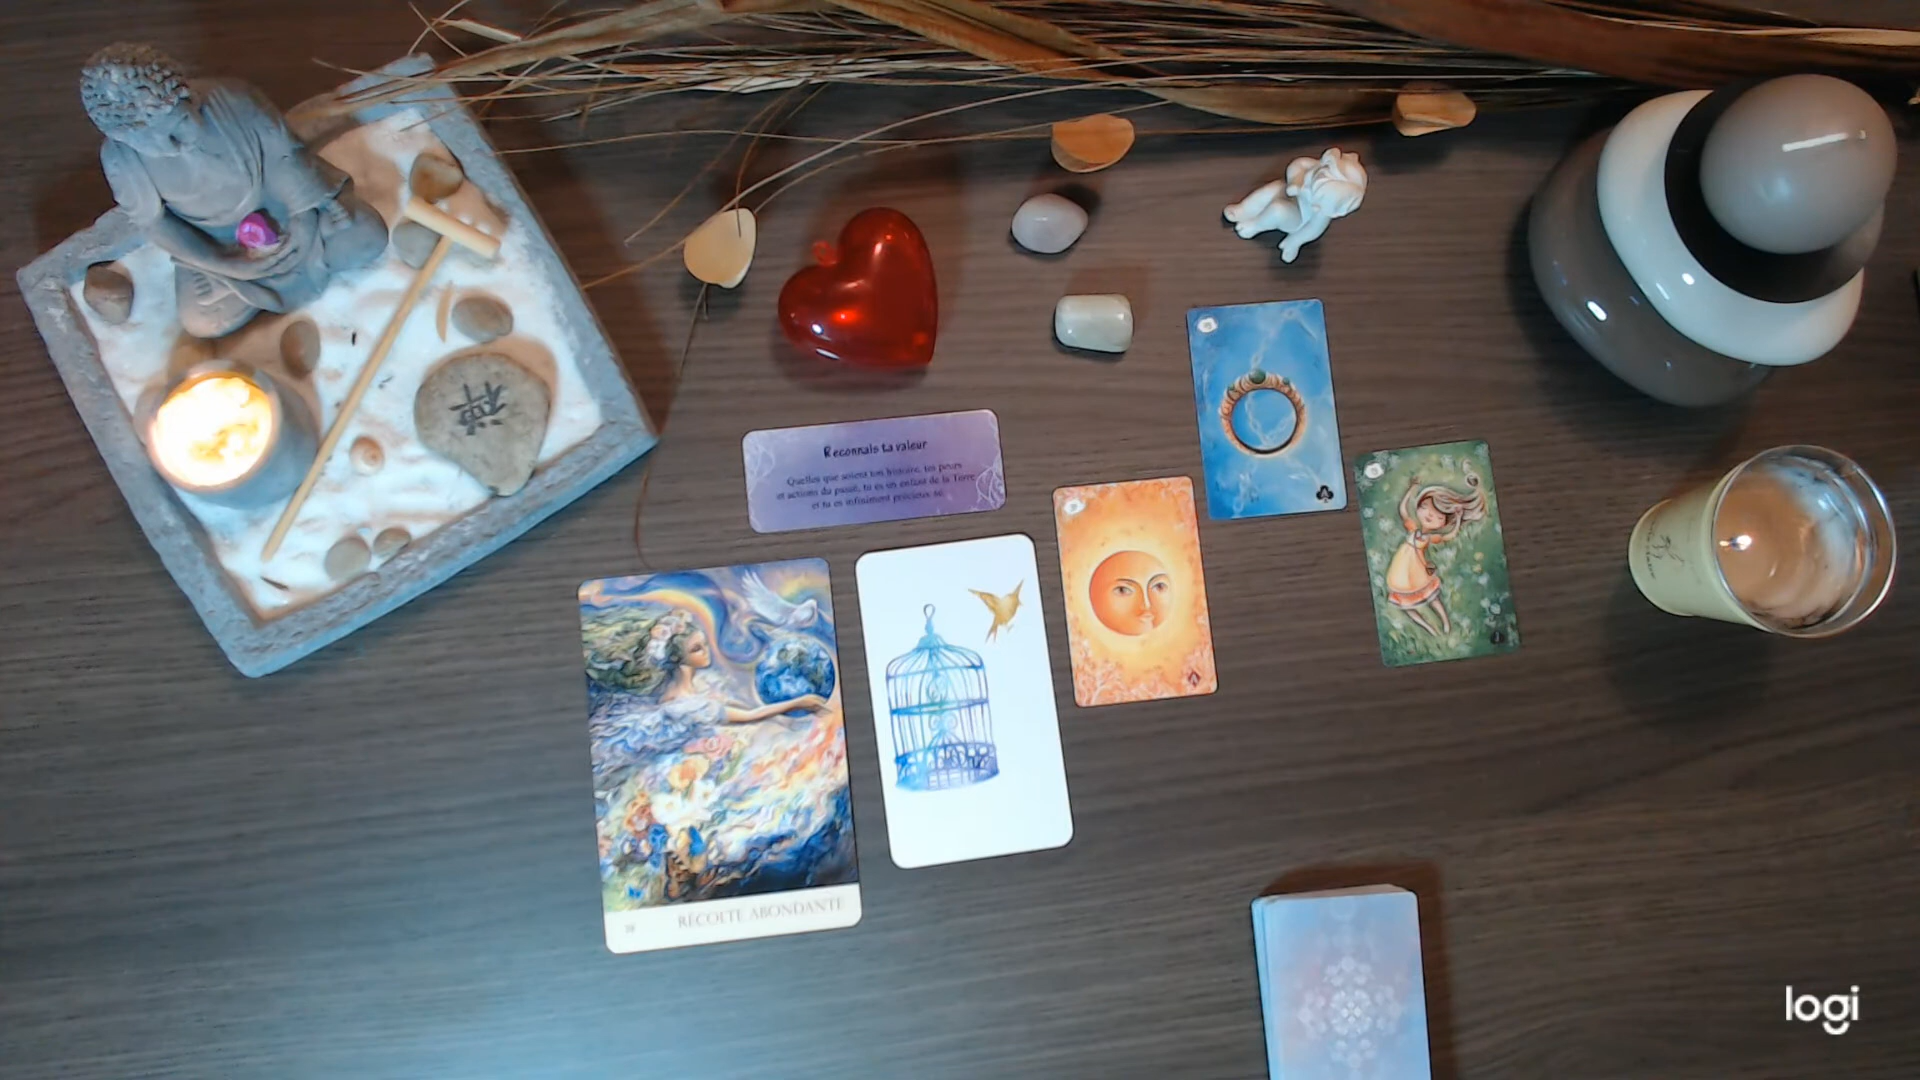 禅
Reconnais ta valeur
Quelles que soient ton histoire, tes peurs
et actions du passé, tu es un enfant de la Terre
et tu es infiniment précieux·se.
RÉCOLTE ABONDANTE
logi